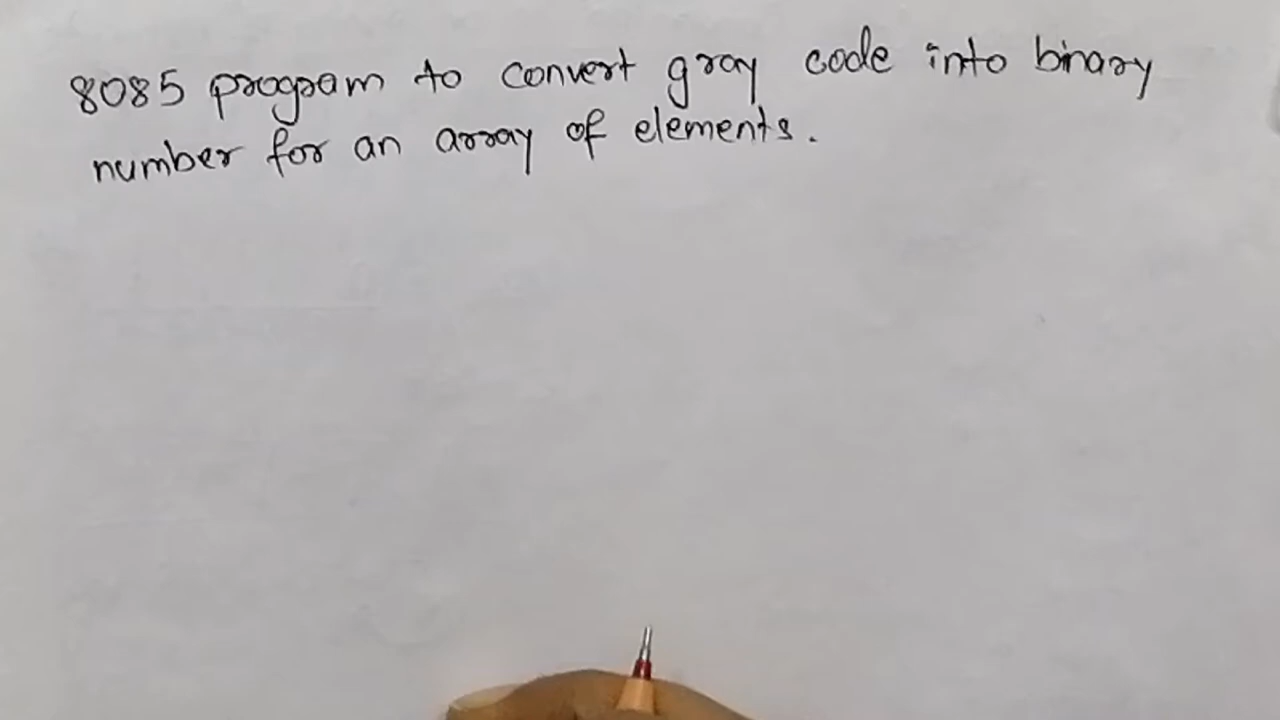 8085 program to convert gray code into binary
number for an array of elements.